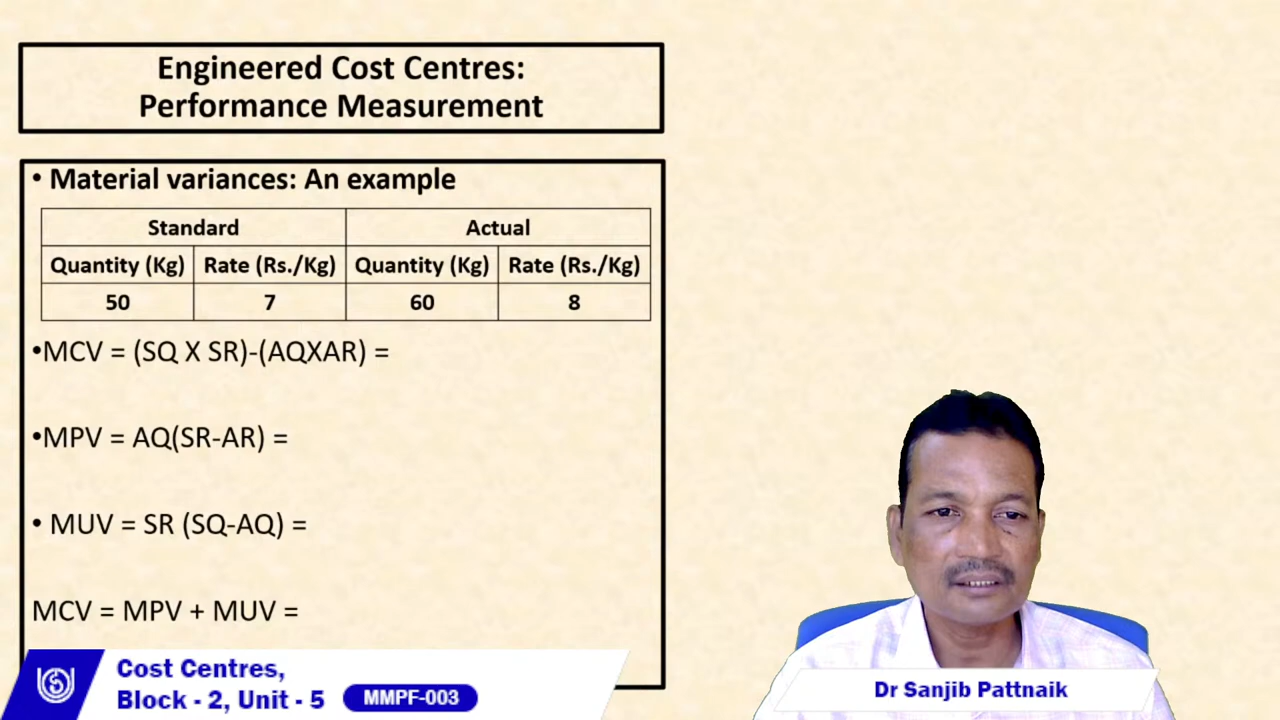 Engineered Cost Centres:
Performance Measurement
• Material variances: An example
Standard Actual
Quantity (Kg) Rate (Rs./Kg) Quantity (Kg) Rate (Rs./Kg)
50 7 60 8
•MCV = (SQ X SR)-(AQXAR) =
•MPV = AQ(SR-AR) =
• MUV = SR (SQ-AQ) =
MCV = MPV + MUV =
Cost Centres,
Block - 2, Unit - 5 MMPF-003
Dr Sanjib Pattnaik